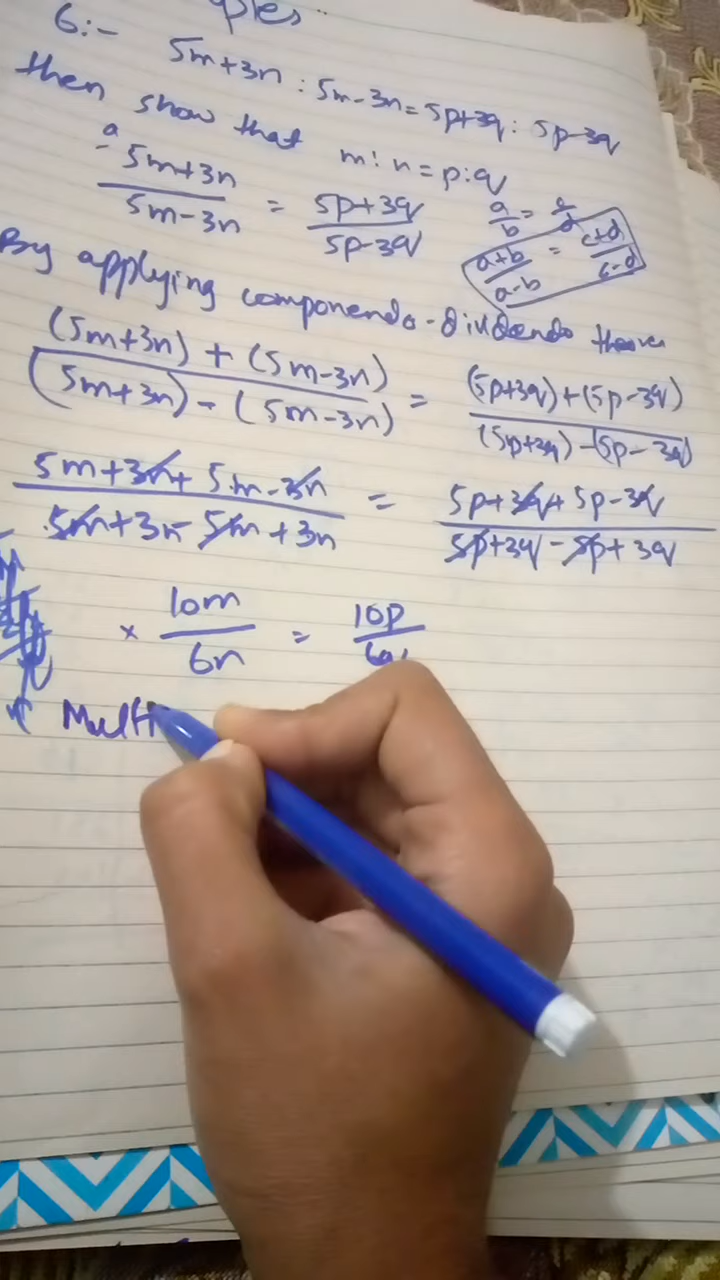 ples
6:- 5m+3n : 5m-3n = 5p+3q : 5p-3q
then show that m:n = p:q
a
5m+3n / 5m-3n = 5p+3q / 5p-3q
a/b = c/d
a+b / a-b = c+d / c-d
By applying componendo-dividendo
(5m+3n) + (5m-3n) / (5m+3n) - (5m-3n) = (5p+3q)+(5p-3q) / (5p+3q)-(5p-3q)
5m+3n+5m-3n / 5m+3n-5m+3n = 5p+3q+5p-3q / 5p+3q-5p+3q
× 10m / 6n = 10p / 6q
Multi